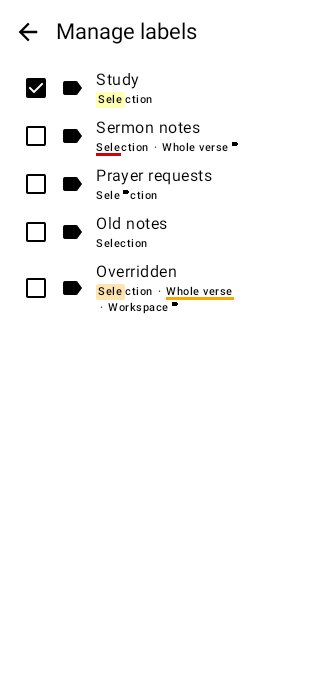 Manage labels
Study
Selection
Sermon notes
Selection · Whole verse
Prayer requests
Selection
Old notes
Selection
Overridden
Selection · Whole verse
· Workspace